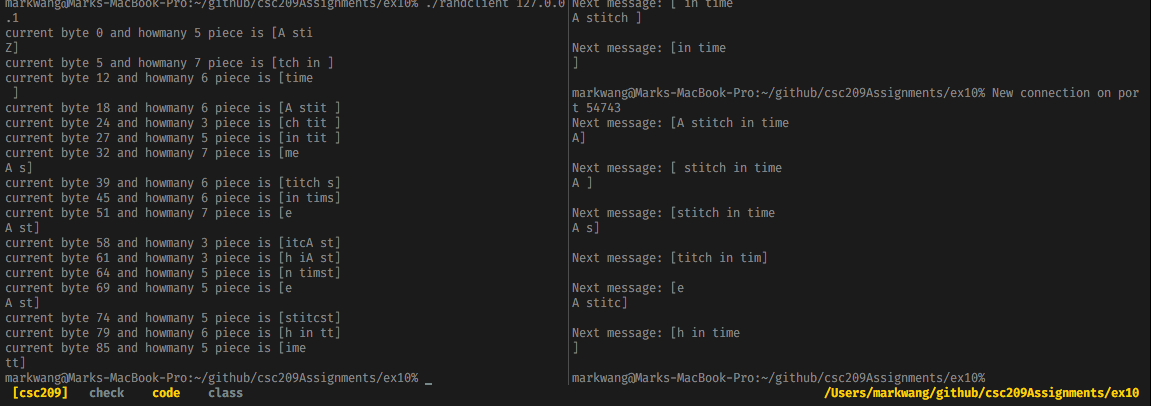 markwang@Marks-MacBook-Pro:~/github/csc209Assignments/ex10% ./randclient 127.0.0
.1
current byte 0 and howmany 5 piece is [A sti
Z]
current byte 5 and howmany 7 piece is [tch in ]
current byte 12 and howmany 6 piece is [time
 ]
current byte 18 and howmany 6 piece is [A stit ]
current byte 24 and howmany 3 piece is [ch tit ]
current byte 27 and howmany 5 piece is [in tit ]
current byte 32 and howmany 7 piece is [me
A s]
current byte 39 and howmany 6 piece is [titch s]
current byte 45 and howmany 6 piece is [in tims]
current byte 51 and howmany 7 piece is [e
A st]
current byte 58 and howmany 3 piece is [itcA st]
current byte 61 and howmany 3 piece is [h iA st]
current byte 64 and howmany 5 piece is [n timst]
current byte 69 and howmany 5 piece is [e
A st]
current byte 74 and howmany 5 piece is [stitcst]
current byte 79 and howmany 6 piece is [h in tt]
current byte 85 and howmany 5 piece is [ime
tt]
markwang@Marks-MacBook-Pro:~/github/csc209Assignments/ex10% _
Next message: [ in time
A stitch ]
Next message: [in time
]
markwang@Marks-MacBook-Pro:~/github/csc209Assignments/ex10% New connection on por
t 54743
Next message: [A stitch in time
A]
Next message: [ stitch in time
A ]
Next message: [stitch in time
A s]
Next message: [titch in tim]
Next message: [e
A stitc]
Next message: [h in time
]
markwang@Marks-MacBook-Pro:~/github/csc209Assignments/ex10%
[csc209] check code class /Users/markwang/github/csc209Assignments/ex10